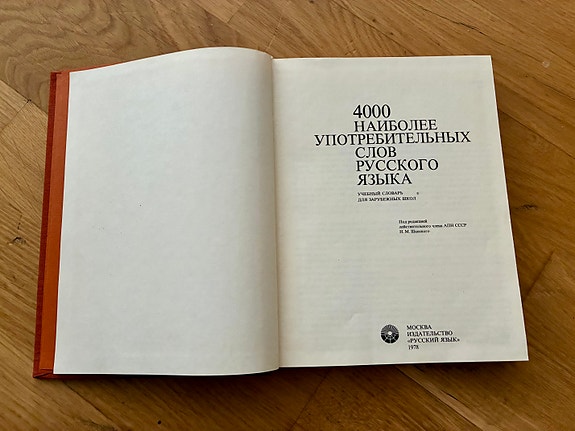 4000
НАИБОЛЕЕ
УПОТРЕБИТЕЛЬНЫХ
СЛОВ
РУССКОГО
ЯЗЫКА
УЧЕБНЫЙ СЛОВАРЬ
ДЛЯ ЗАРУБЕЖНЫХ ШКОЛ
Под редакцией
действительного члена АПН СССР
Н. М. Шанского
МОСКВА
ИЗДАТЕЛЬСТВО
«РУССКИЙ ЯЗЫК»
1978